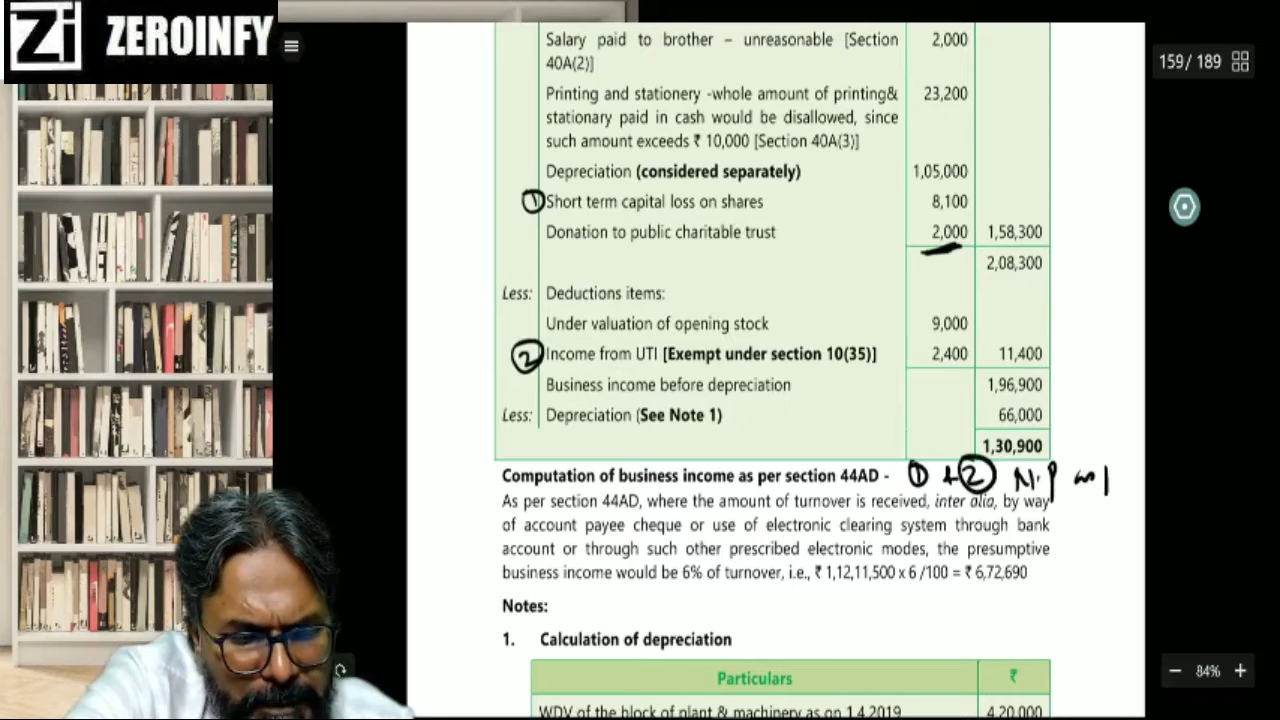 Zi ZEROINFY
159/ 189
Salary paid to brother – unreasonable [Section 2,000
40A(2)]
Printing and stationery -whole amount of printing& 23,200
stationary paid in cash would be disallowed, since
such amount exceeds ₹ 10,000 [Section 40A(3)]
Depreciation (considered separately) 1,05,000
① Short term capital loss on shares 8,100
Donation to public charitable trust 2,000 1,58,300
2,08,300
Less: Deductions items:
Under valuation of opening stock 9,000
② Income from UTI [Exempt under section 10(35)] 2,400 11,400
Business income before depreciation 1,96,900
Less: Depreciation (See Note 1) 66,000
1,30,900
Computation of business income as per section 44AD - ① + ② N.P
As per section 44AD, where the amount of turnover is received, inter alia, by way
of account payee cheque or use of electronic clearing system through bank
account or through such other prescribed electronic modes, the presumptive
business income would be 6% of turnover, i.e., ₹ 1,12,11,500 x 6 /100 = ₹ 6,72,690
Notes:
1. Calculation of depreciation
Particulars ₹
WDV of the block of plant & machinery as on 1.4.2019 4,20,000
− 84% +